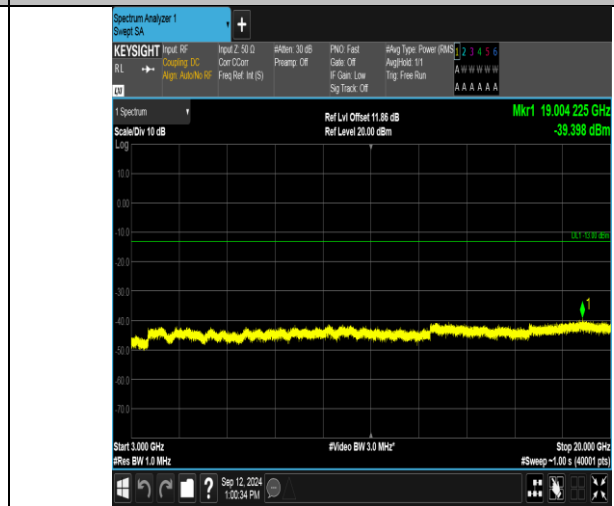 Spectrum Analyzer 1
Swept SA
+
KEYSIGHT Input: RF Input Z: 50 Ω #Atten: 30 dB PNO: Fast #Avg Type: Power (RMS 1 2 3 4 5 6
RL Coupling: DC Corr CCorr Preamp: Off Gate: Off Avg|Hold: 1/1
Align: Auto/No RF Freq Ref: Int (S) IF Gain: Low Trig: Free Run A W W W W W
LXI Sig Track: Off A A A A A A
1 Spectrum Ref Lvl Offset 11.86 dB Mkr1 19.004 225 GHz
Scale/Div 10 dB Ref Level 20.00 dBm -39.398 dBm
Log
10.0
0.00
-10.0
DL1 -13.00 dBm
-20.0
-30.0
1
-40.0
-50.0
-60.0
-70.0
Start 3.000 GHz #Video BW 3.0 MHz* Stop 20.000 GHz
#Res BW 1.0 MHz #Sweep ~1.00 s (40001 pts)
? Sep 12, 2024
1:00:34 PM